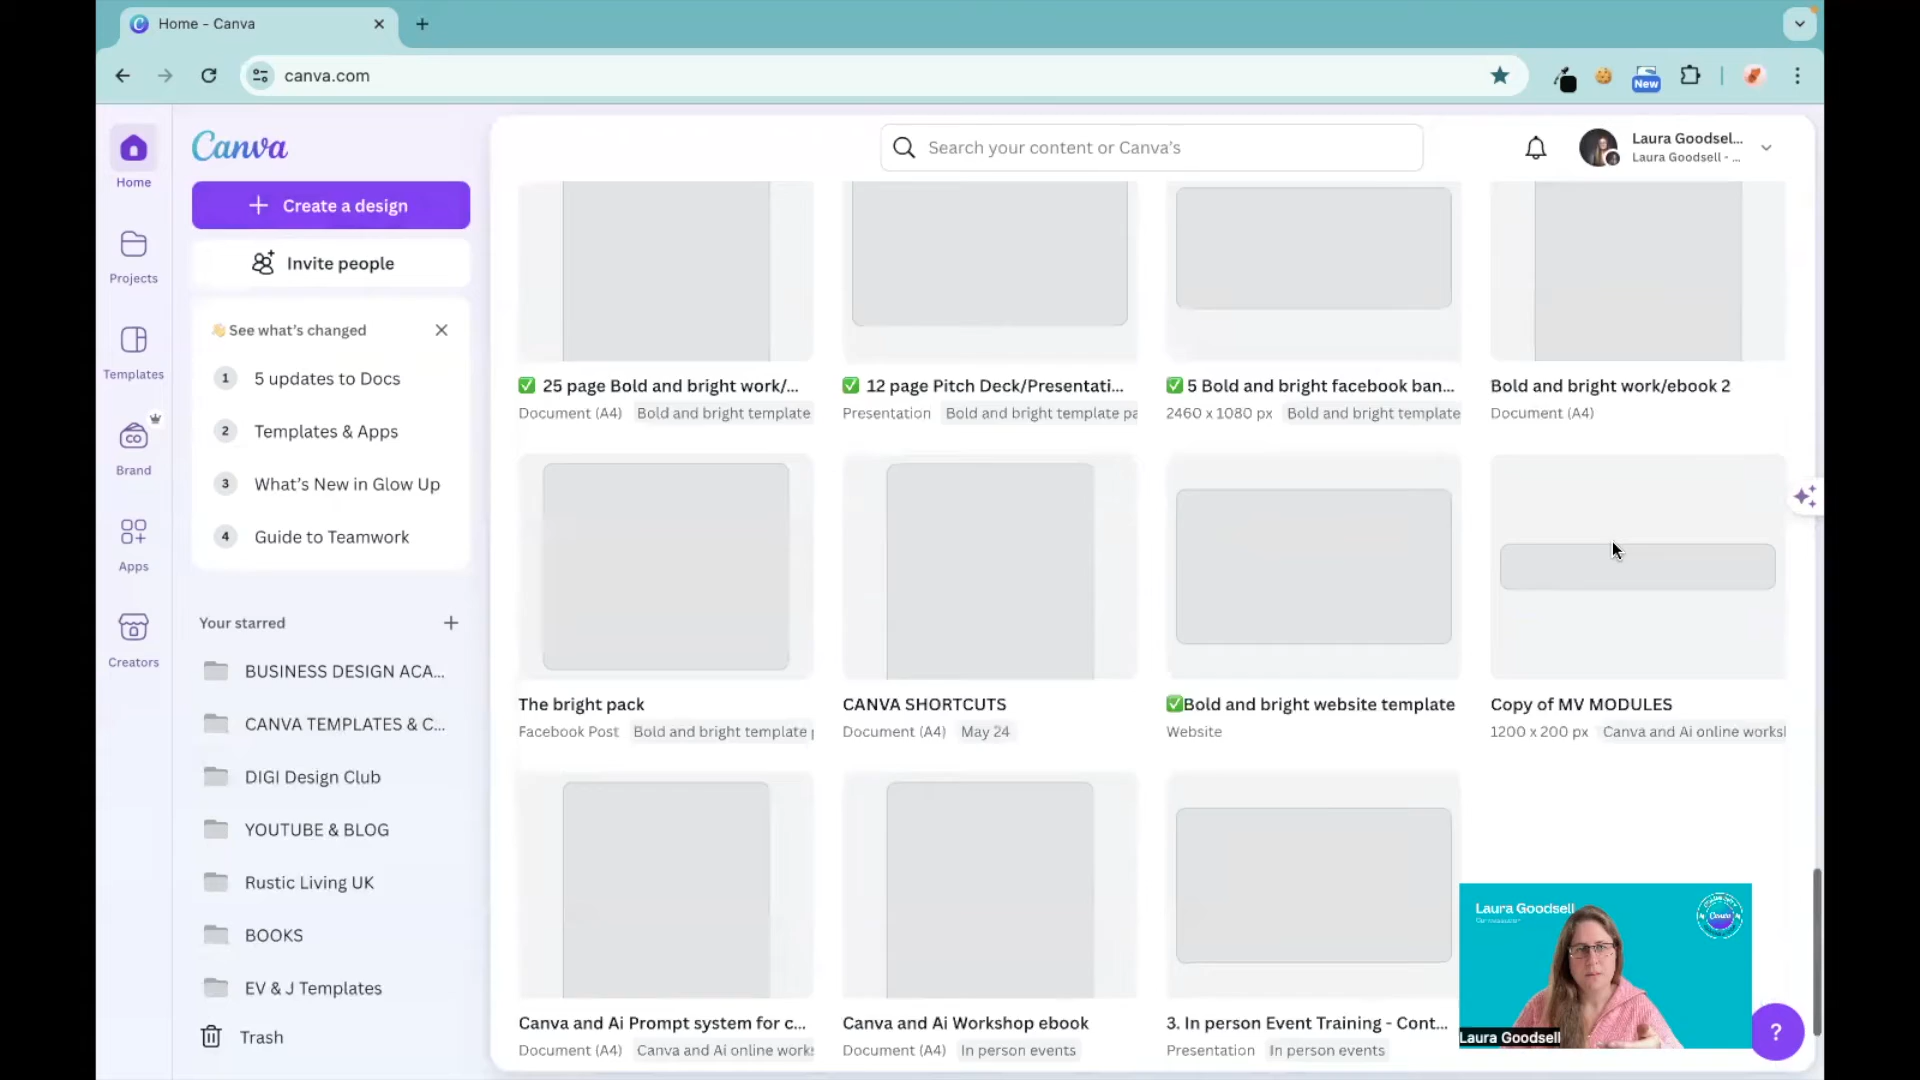 Home - Canva
canva.com
New
Home
Projects
Templates
Brand
Apps
Creators
Canva
Create a design
Invite people
👋 See what's changed
1 5 updates to Docs
2 Templates & Apps
3 What's New in Glow Up
4 Guide to Teamwork
Your starred
BUSINESS DESIGN ACA...
CANVA TEMPLATES & C...
DIGI Design Club
YOUTUBE & BLOG
Rustic Living UK
BOOKS
EV & J Templates
Trash
Search your content or Canva's
Laura Goodsel...
Laura Goodsell - ...
✅ 25 page Bold and bright work/...
Document (A4) Bold and bright template
✅ 12 page Pitch Deck/Presentati...
Presentation Bold and bright template pa
✅ 5 Bold and bright facebook ban...
2460 x 1080 px Bold and bright template
Bold and bright work/ebook 2
Document (A4)
The bright pack
Facebook Post Bold and bright template p
CANVA SHORTCUTS
Document (A4) May 24
✅Bold and bright website template
Website
Copy of MV MODULES
1200 x 200 px Canva and Ai online works
Canva and Ai Prompt system for c...
Document (A4) Canva and Ai online works
Canva and Ai Workshop ebook
Document (A4) In person events
3. In person Event Training - Cont...
Presentation In person events
Laura Goodsell
Canva
Laura Goodsell
?